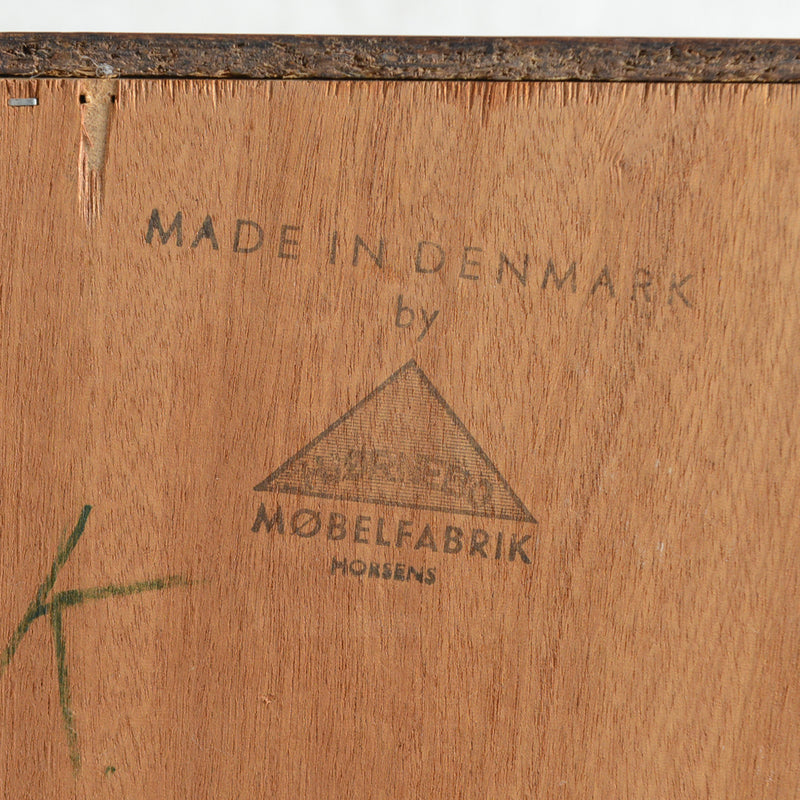 MADE IN DENMARK
by
MØBELFABRIK
HORSENS
K